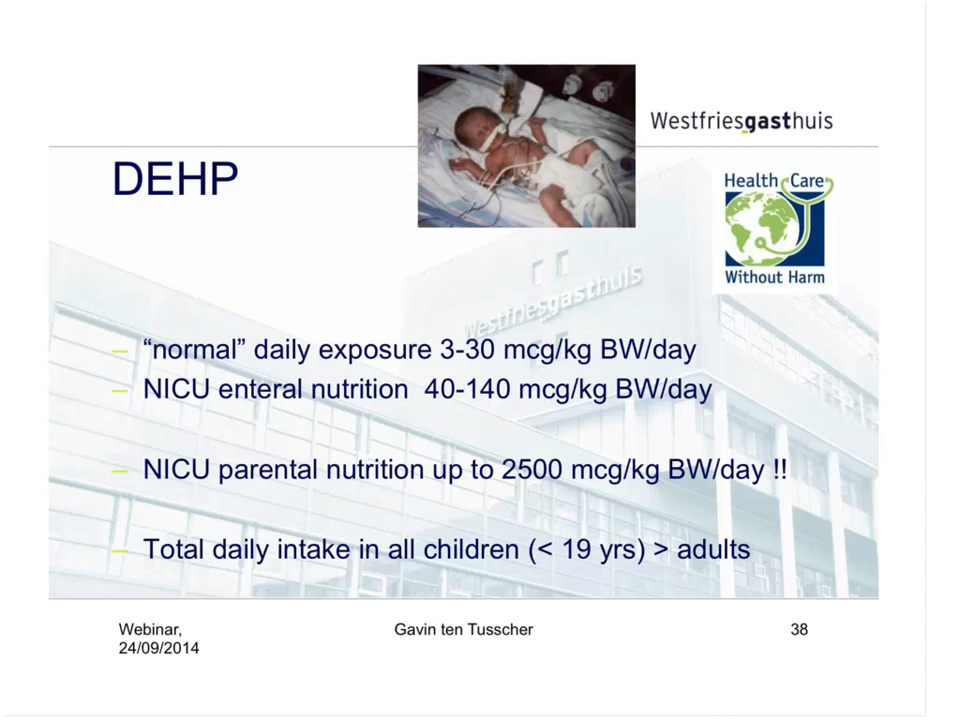 Westfriesgasthuis
DEHP
Health Care
Without Harm
Westfriesgasthuis
– “normal” daily exposure 3-30 mcg/kg BW/day
– NICU enteral nutrition 40-140 mcg/kg BW/day
– NICU parental nutrition up to 2500 mcg/kg BW/day !!
– Total daily intake in all children (< 19 yrs) > adults
Webinar,
24/09/2014
Gavin ten Tusscher
38